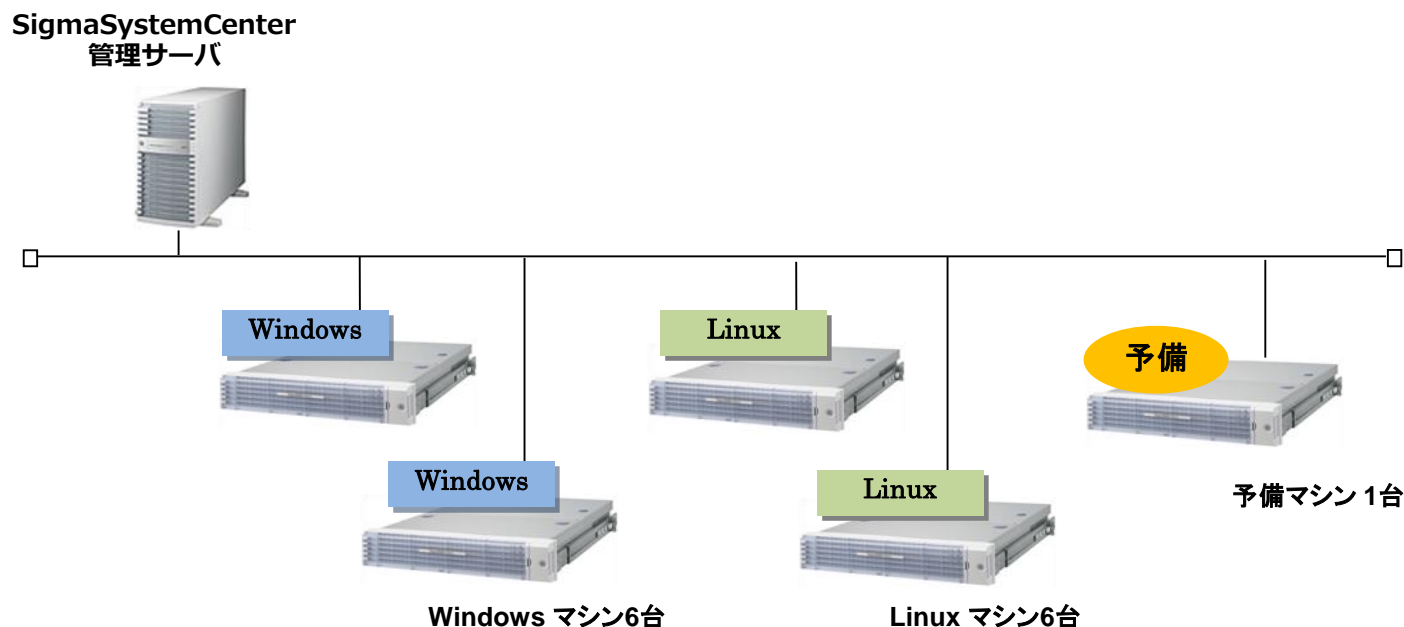 SigmaSystemCenter
管理サーバ
Windows
Linux
予備
Windows
Linux
予備マシン 1台
Windows マシン6台
Linux マシン6台